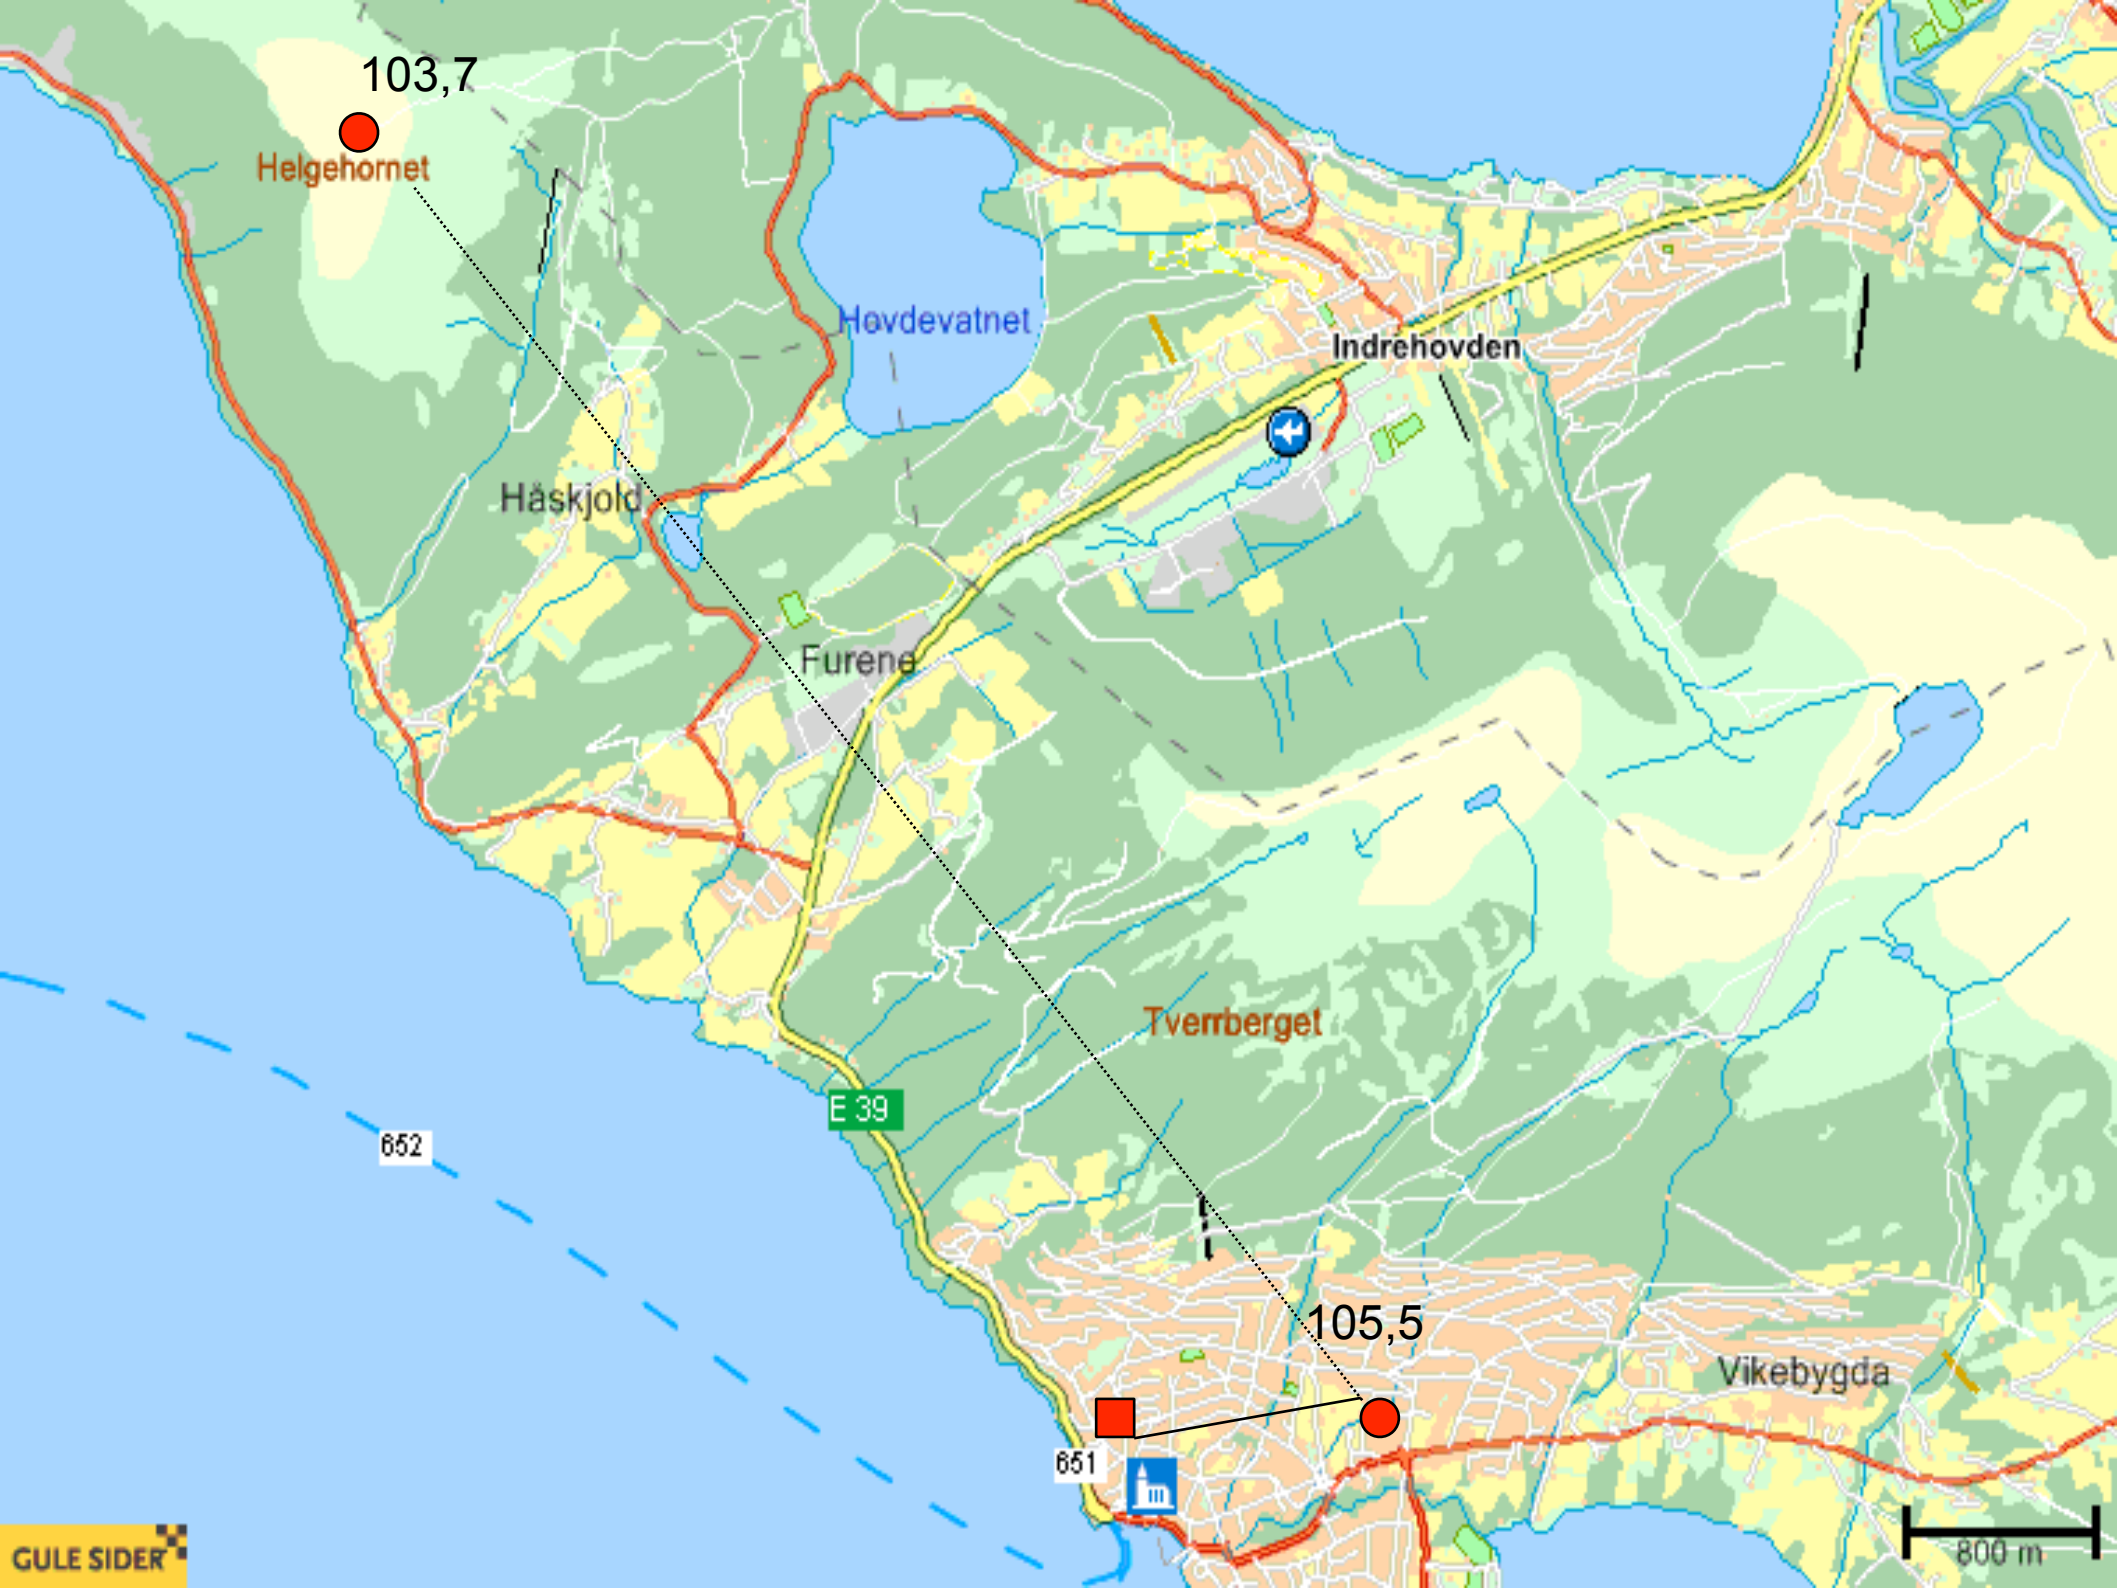 103,7
Helgehornet
Hovdevatnet
Indrehovden
Håskjold
Furene
Tverrberget
E 39
652
105,5
Vikebygda
651
GULE SIDER
800 m